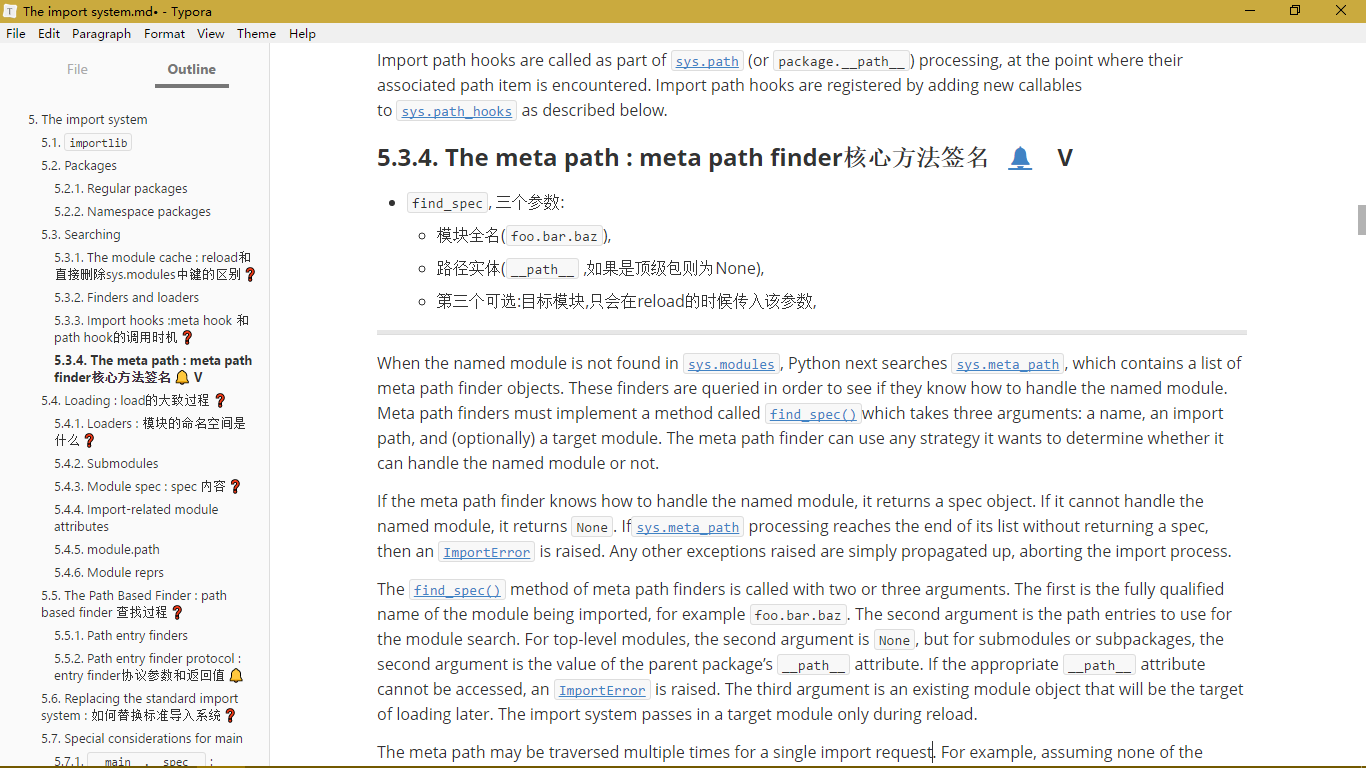 The import system.md• - Typora
File Edit Paragraph Format View Theme Help
File Outline
5. The import system
5.1. importlib
5.2. Packages
5.2.1. Regular packages
5.2.2. Namespace packages
5.3. Searching
5.3.1. The module cache : reload和
直接删除sys.modules中键的区别❓
5.3.2. Finders and loaders
5.3.3. Import hooks :meta hook 和
path hook的调用时机❓
5.3.4. The meta path : meta path
finder核心方法签名 🔔 V
5.4. Loading : load的大致过程 ❓
5.4.1. Loaders : 模块的命名空间是
什么❓
5.4.2. Submodules
5.4.3. Module spec : spec 内容❓
5.4.4. Import-related module
attributes
5.4.5. module.path
5.4.6. Module reprs
5.5. The Path Based Finder : path
based finder 查找过程 ❓
5.5.1. Path entry finders
5.5.2. Path entry finder protocol :
entry finder协议参数和返回值🔔
5.6. Replacing the standard import
system : 如何替换标准导入系统❓
5.7. Special considerations for main
5.7.1. __main__.__spec__ :
Import path hooks are called as part of sys.path (or package.__path__) processing, at the point where their
associated path item is encountered. Import path hooks are registered by adding new callables
to sys.path_hooks as described below.
5.3.4. The meta path : meta path finder核心方法签名 🔔 V
find_spec, 三个参数:
模块全名(foo.bar.baz),
路径实体(__path__ ,如果是顶级包则为None),
第三个可选:目标模块,只会在reload的时候传入该参数,
When the named module is not found in sys.modules, Python next searches sys.meta_path, which contains a list of
meta path finder objects. These finders are queried in order to see if they know how to handle the named module.
Meta path finders must implement a method called find_spec()which takes three arguments: a name, an import
path, and (optionally) a target module. The meta path finder can use any strategy it wants to determine whether it
can handle the named module or not.
If the meta path finder knows how to handle the named module, it returns a spec object. If it cannot handle the
named module, it returns None. If sys.meta_path processing reaches the end of its list without returning a spec,
then an ImportError is raised. Any other exceptions raised are simply propagated up, aborting the import process.
The find_spec() method of meta path finders is called with two or three arguments. The first is the fully qualified
name of the module being imported, for example foo.bar.baz. The second argument is the path entries to use for
the module search. For top-level modules, the second argument is None, but for submodules or subpackages, the
second argument is the value of the parent package’s __path__ attribute. If the appropriate __path__ attribute
cannot be accessed, an ImportError is raised. The third argument is an existing module object that will be the target
of loading later. The import system passes in a target module only during reload.
The meta path may be traversed multiple times for a single import request. For example, assuming none of the